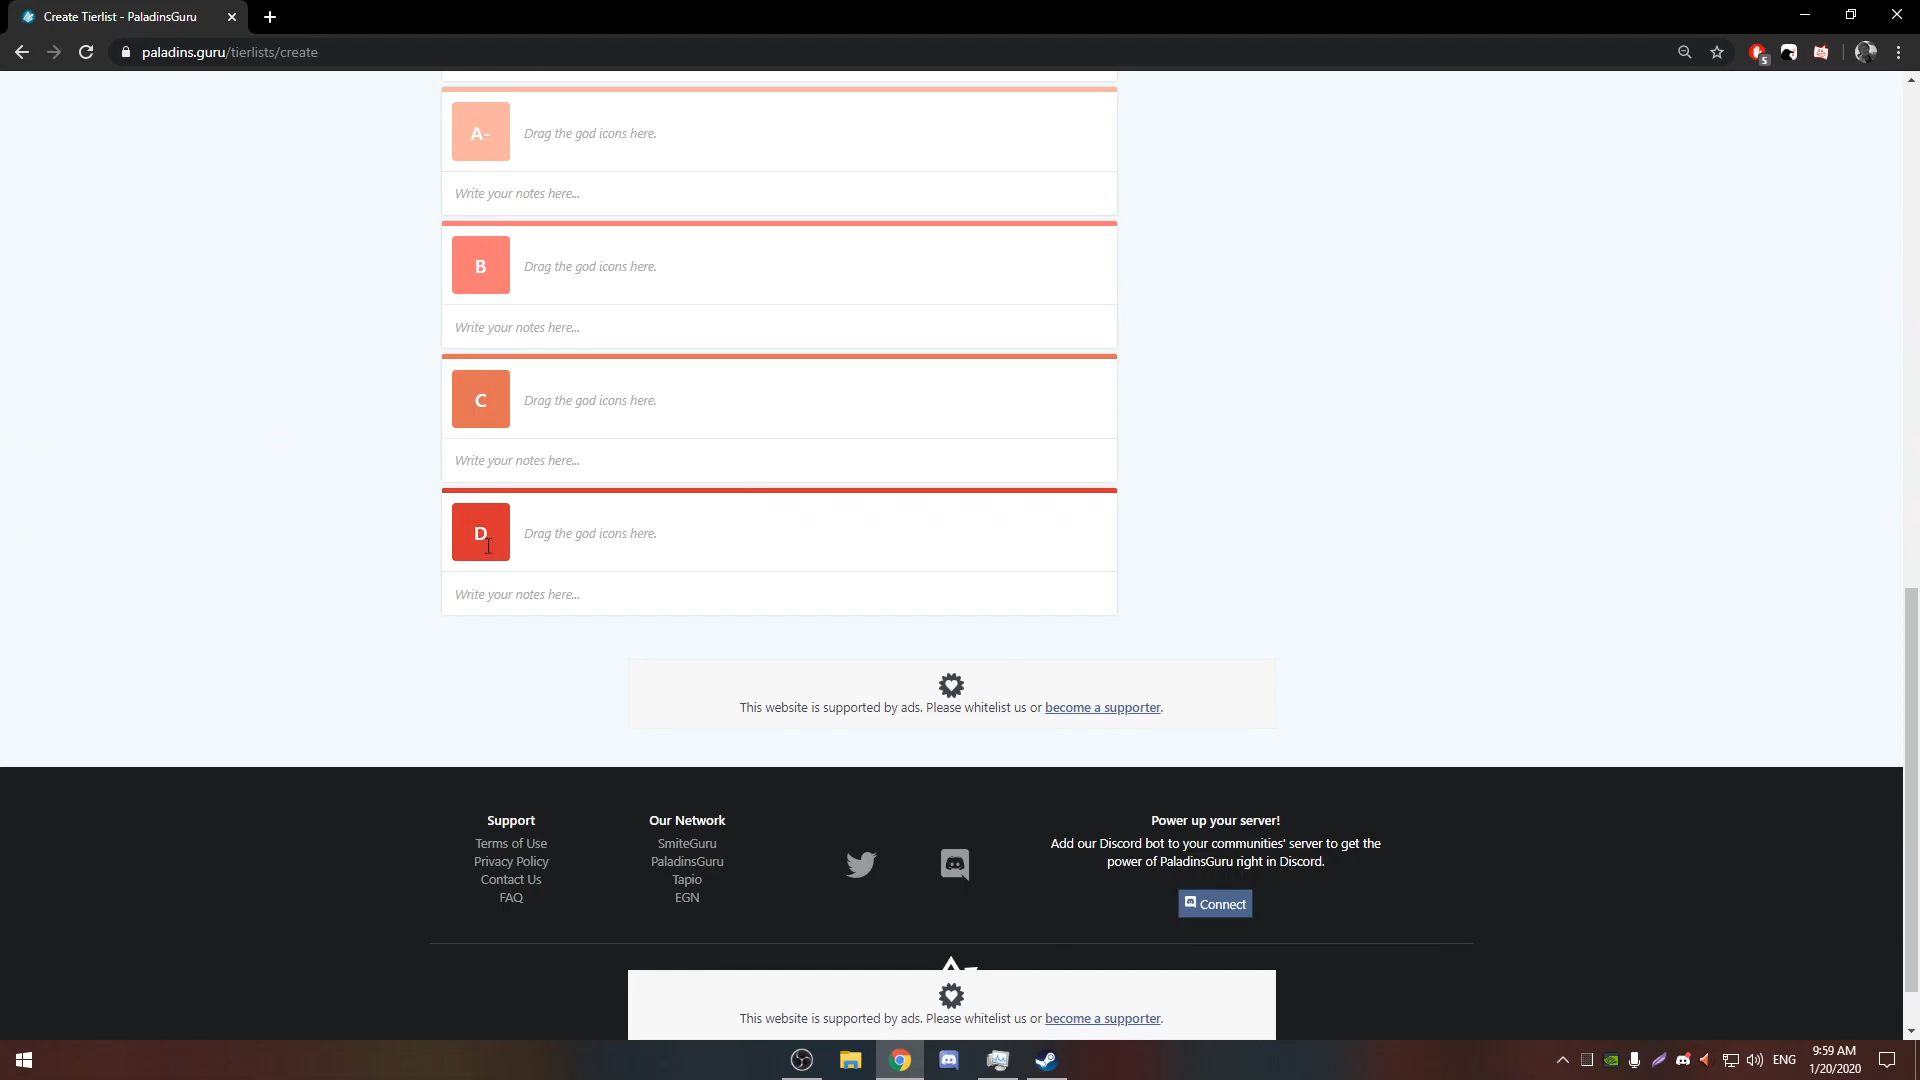 Create Tierlist - PaladinsGuru
paladins.guru/tierlists/create
5
A-
Drag the god icons here.
Write your notes here...
B
Drag the god icons here.
Write your notes here...
C
Drag the god icons here.
Write your notes here...
D
Drag the god icons here.
Write your notes here...
This website is supported by ads. Please whitelist us or become a supporter.
Support
Terms of Use
Privacy Policy
Contact Us
FAQ
Our Network
SmiteGuru
PaladinsGuru
Tapio
EGN
Power up your server!
Add our Discord bot to your communities' server to get the
power of PaladinsGuru right in Discord.
Connect
This website is supported by ads. Please whitelist us or become a supporter.
ENG
9:59 AM
1/20/2020